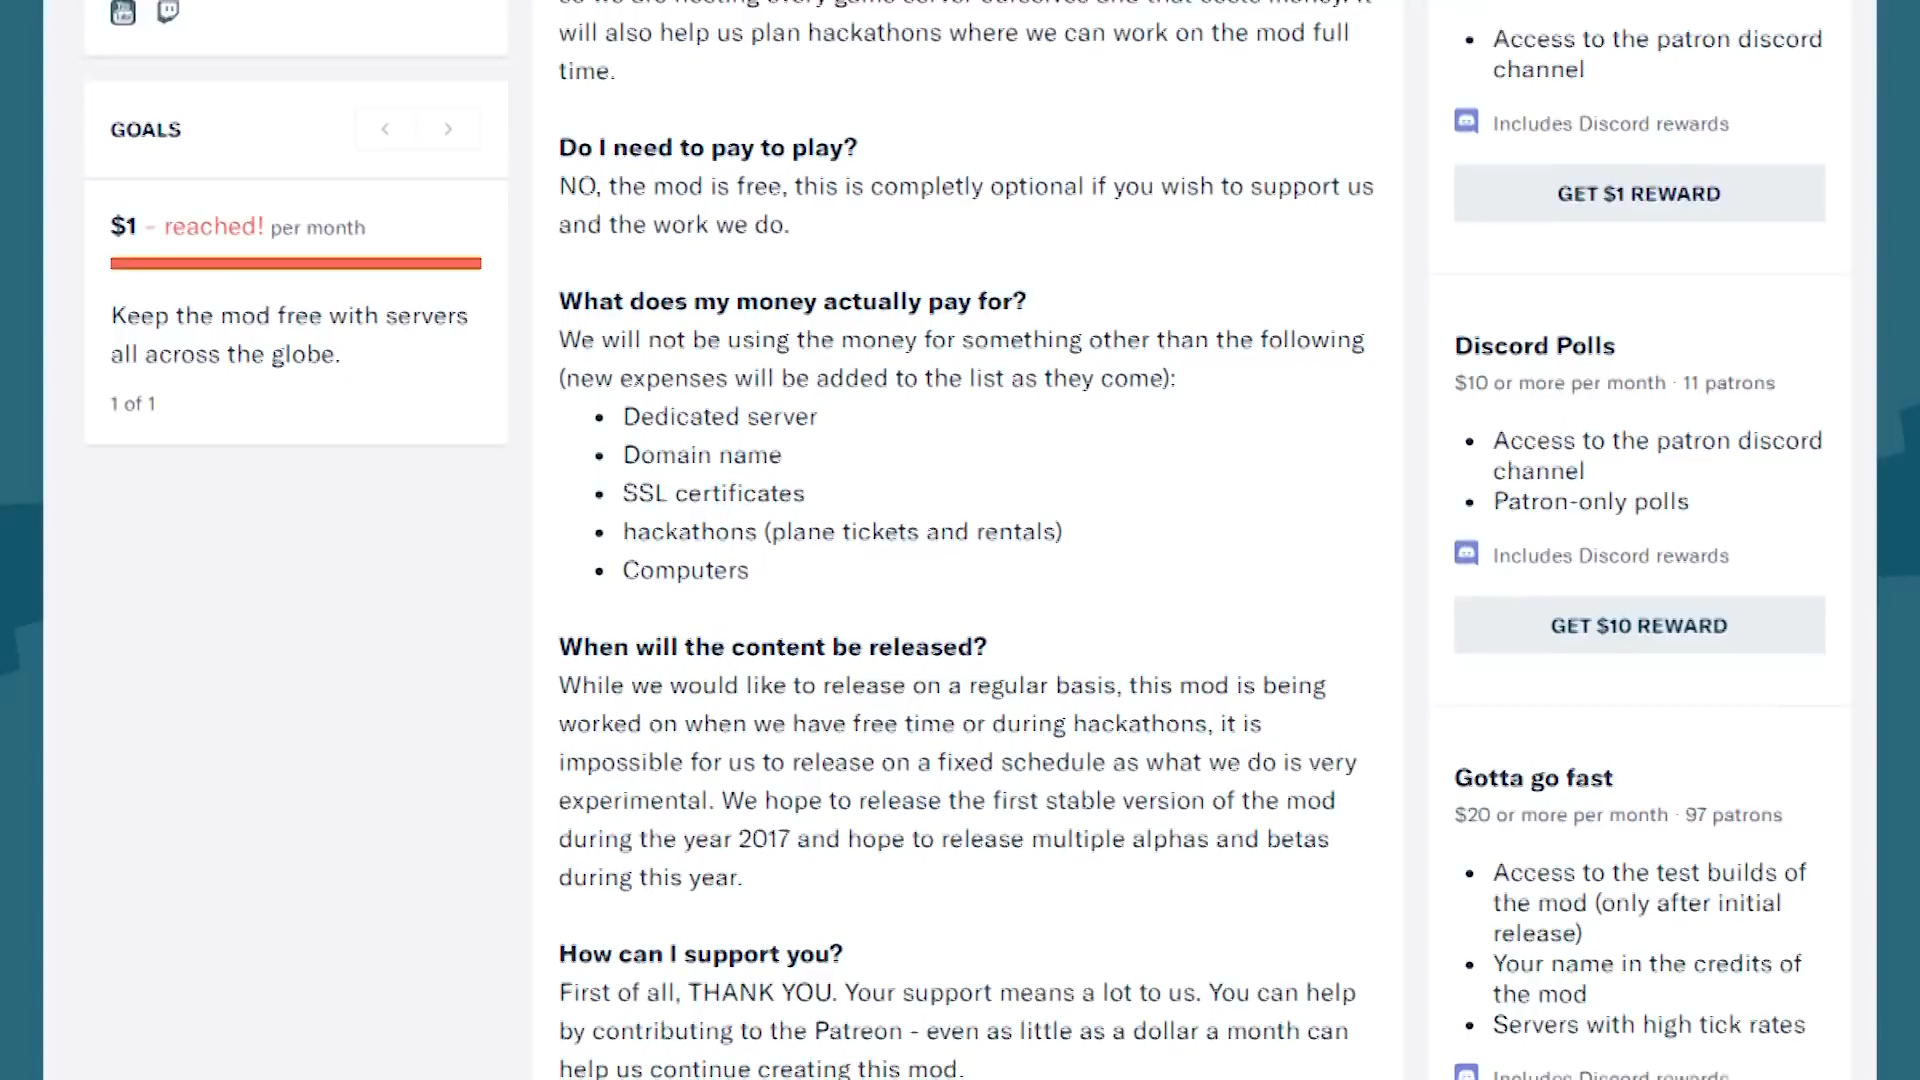 GOALS
$1 - reached! per month
Keep the mod free with servers
all across the globe.
1 of 1
will also help us plan hackathons where we can work on the mod full
time.
Do I need to pay to play?
NO, the mod is free, this is completly optional if you wish to support us
and the work we do.
What does my money actually pay for?
We will not be using the money for something other than the following
(new expenses will be added to the list as they come):
• Dedicated server
• Domain name
• SSL certificates
• hackathons (plane tickets and rentals)
• Computers
When will the content be released?
While we would like to release on a regular basis, this mod is being
worked on when we have free time or during hackathons, it is
impossible for us to release on a fixed schedule as what we do is very
experimental. We hope to release the first stable version of the mod
during the year 2017 and hope to release multiple alphas and betas
during this year.
How can I support you?
First of all, THANK YOU. Your support means a lot to us. You can help
by contributing to the Patreon - even as little as a dollar a month can
help us continue creating this mod.
• Access to the patron discord
channel
Includes Discord rewards
GET $1 REWARD
Discord Polls
$10 or more per month · 11 patrons
• Access to the patron discord
channel
• Patron-only polls
Includes Discord rewards
GET $10 REWARD
Gotta go fast
$20 or more per month · 97 patrons
• Access to the test builds of
the mod (only after initial
release)
• Your name in the credits of
the mod
• Servers with high tick rates
Includes Discord rewards